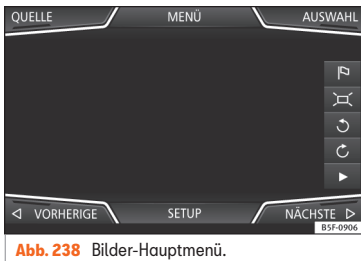 QUELLE MENÜ AUSWAHL
VORHERIGE SETUP NÄCHSTE
B5F-0906
Abb. 238 Bilder-Hauptmenü.